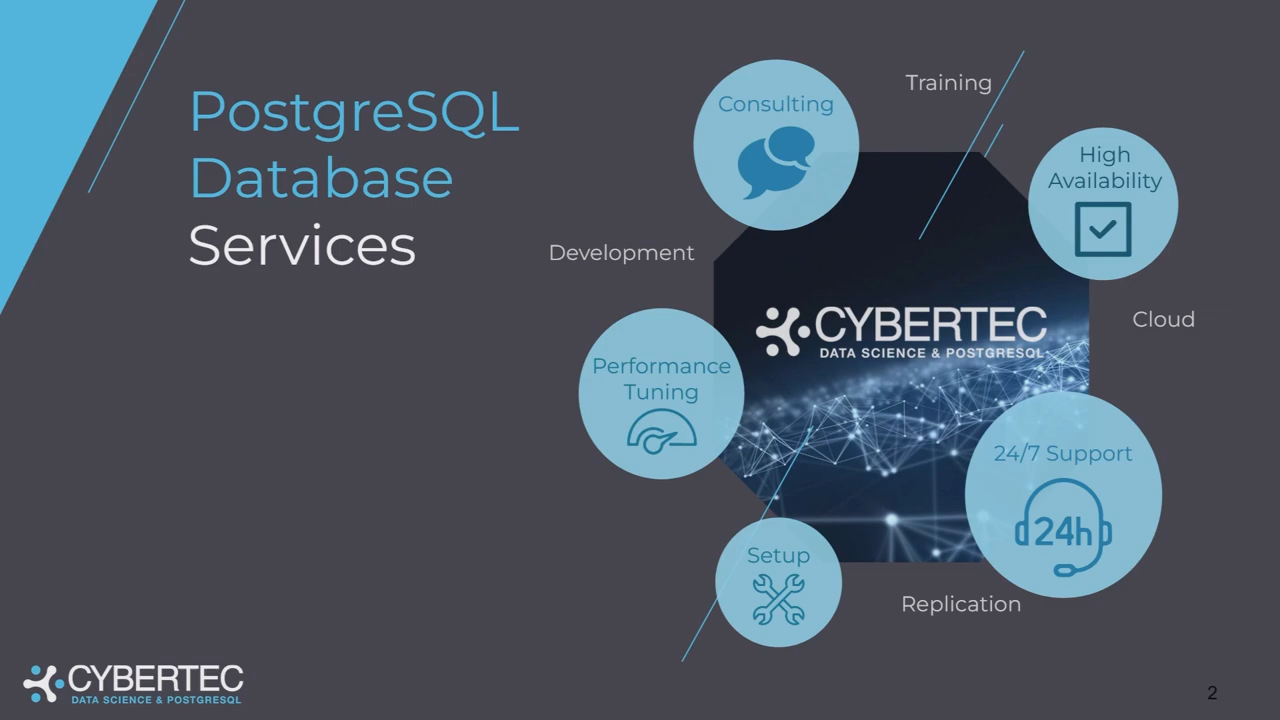 PostgreSQL
Database
Services
Consulting
Training
High
Availability
Development
Cloud
CYBERTEC
DATA SCIENCE & POSTGRESQL
Performance
Tuning
24/7 Support
24h
Setup
Replication
CYBERTEC
DATA SCIENCE & POSTGRESQL
2